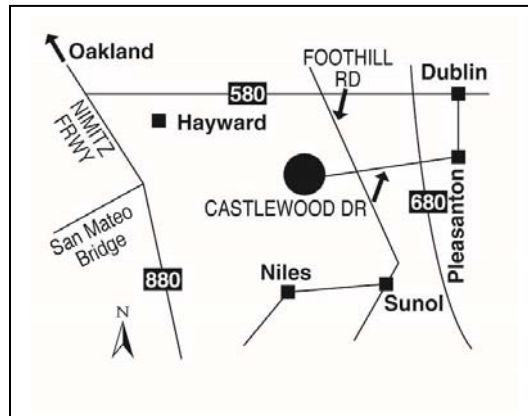 Oakland
FOOTHILL
RD
Dublin
580
NIMITZ
FRWY
Hayward
CASTLEWOOD DR
680
Pleasanton
San Mateo
Bridge
880
Niles
Sunol
N